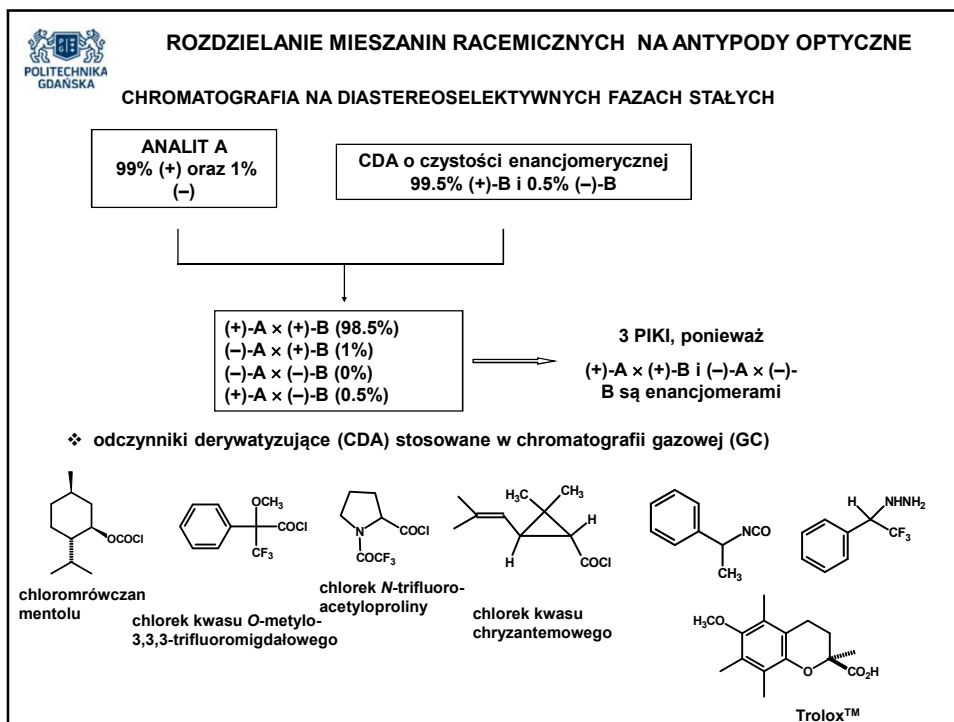 POLITECHNIKA
GDAŃSKA
ROZDZIELANIE MIESZANIN RACEMICZNYCH NA ANTYPODY OPTYCZNE
CHROMATOGRAFIA NA DIASTEREOSELEKTYWNYCH FAZACH STAŁYCH
ANALIT A
99% (+) oraz 1%
(–)
CDA o czystości enancjomerycznej
99.5% (+)-B i 0.5% (–)-B
(+)-A × (+)-B (98.5%)
(–)-A × (+)-B (1%)
(–)-A × (–)-B (0%)
(+)-A × (–)-B (0.5%)
3 PIKI, ponieważ
(+)-A × (+)-B i (–)-A × (–)-
B są enancjomerami
❖ odczynniki derywatyzujące (CDA) stosowane w chromatografii gazowej (GC)
OCOCl
chloromrówczan
mentolu
OCH3
COCl
CF3
chlorek kwasu O-metylo-
3,3,3-trifluoromigdałowego
N
COCl
COCF3
chlorek N-trifluoro-
acetyloproliny
H3C
CH3
H
H
COCl
chlorek kwasu
chryzantemowego
NCO
CH3
H
NHNH2
CF3
H3CO
O
CO2H
Trolox™